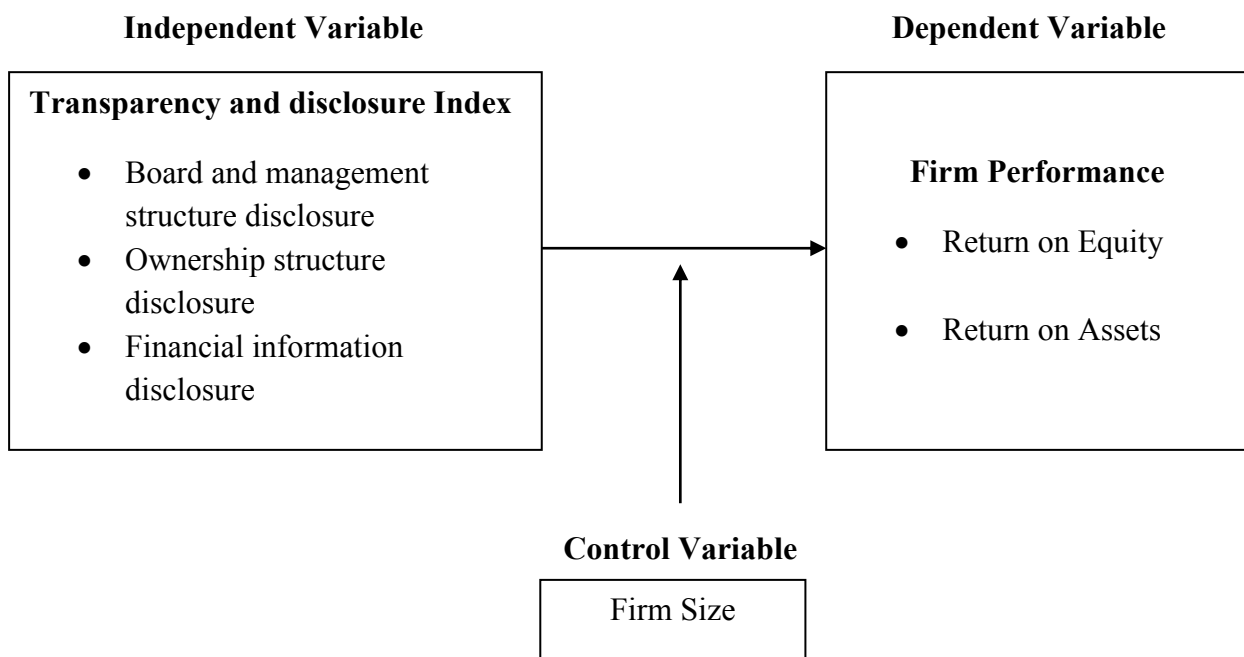 Independent Variable
Dependent Variable
Transparency and disclosure Index
• Board and management
structure disclosure
• Ownership structure
disclosure
• Financial information
disclosure
Firm Performance
• Return on Equity
• Return on Assets
Control Variable
Firm Size